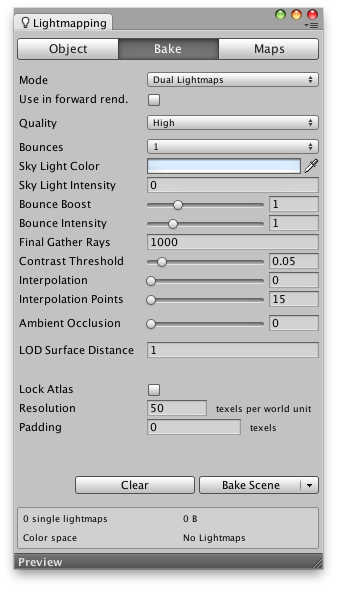 Lightmapping
Object Bake Maps
Mode Dual Lightmaps
Use in forward rend.
Quality High
Bounces 1
Sky Light Color
Sky Light Intensity 0
Bounce Boost 1
Bounce Intensity 1
Final Gather Rays 1000
Contrast Threshold 0.05
Interpolation 0
Interpolation Points 15
Ambient Occlusion 0
LOD Surface Distance 1
Lock Atlas
Resolution 50 texels per world unit
Padding 0 texels
Clear Bake Scene
0 single lightmaps 0 B
Color space No Lightmaps
Preview